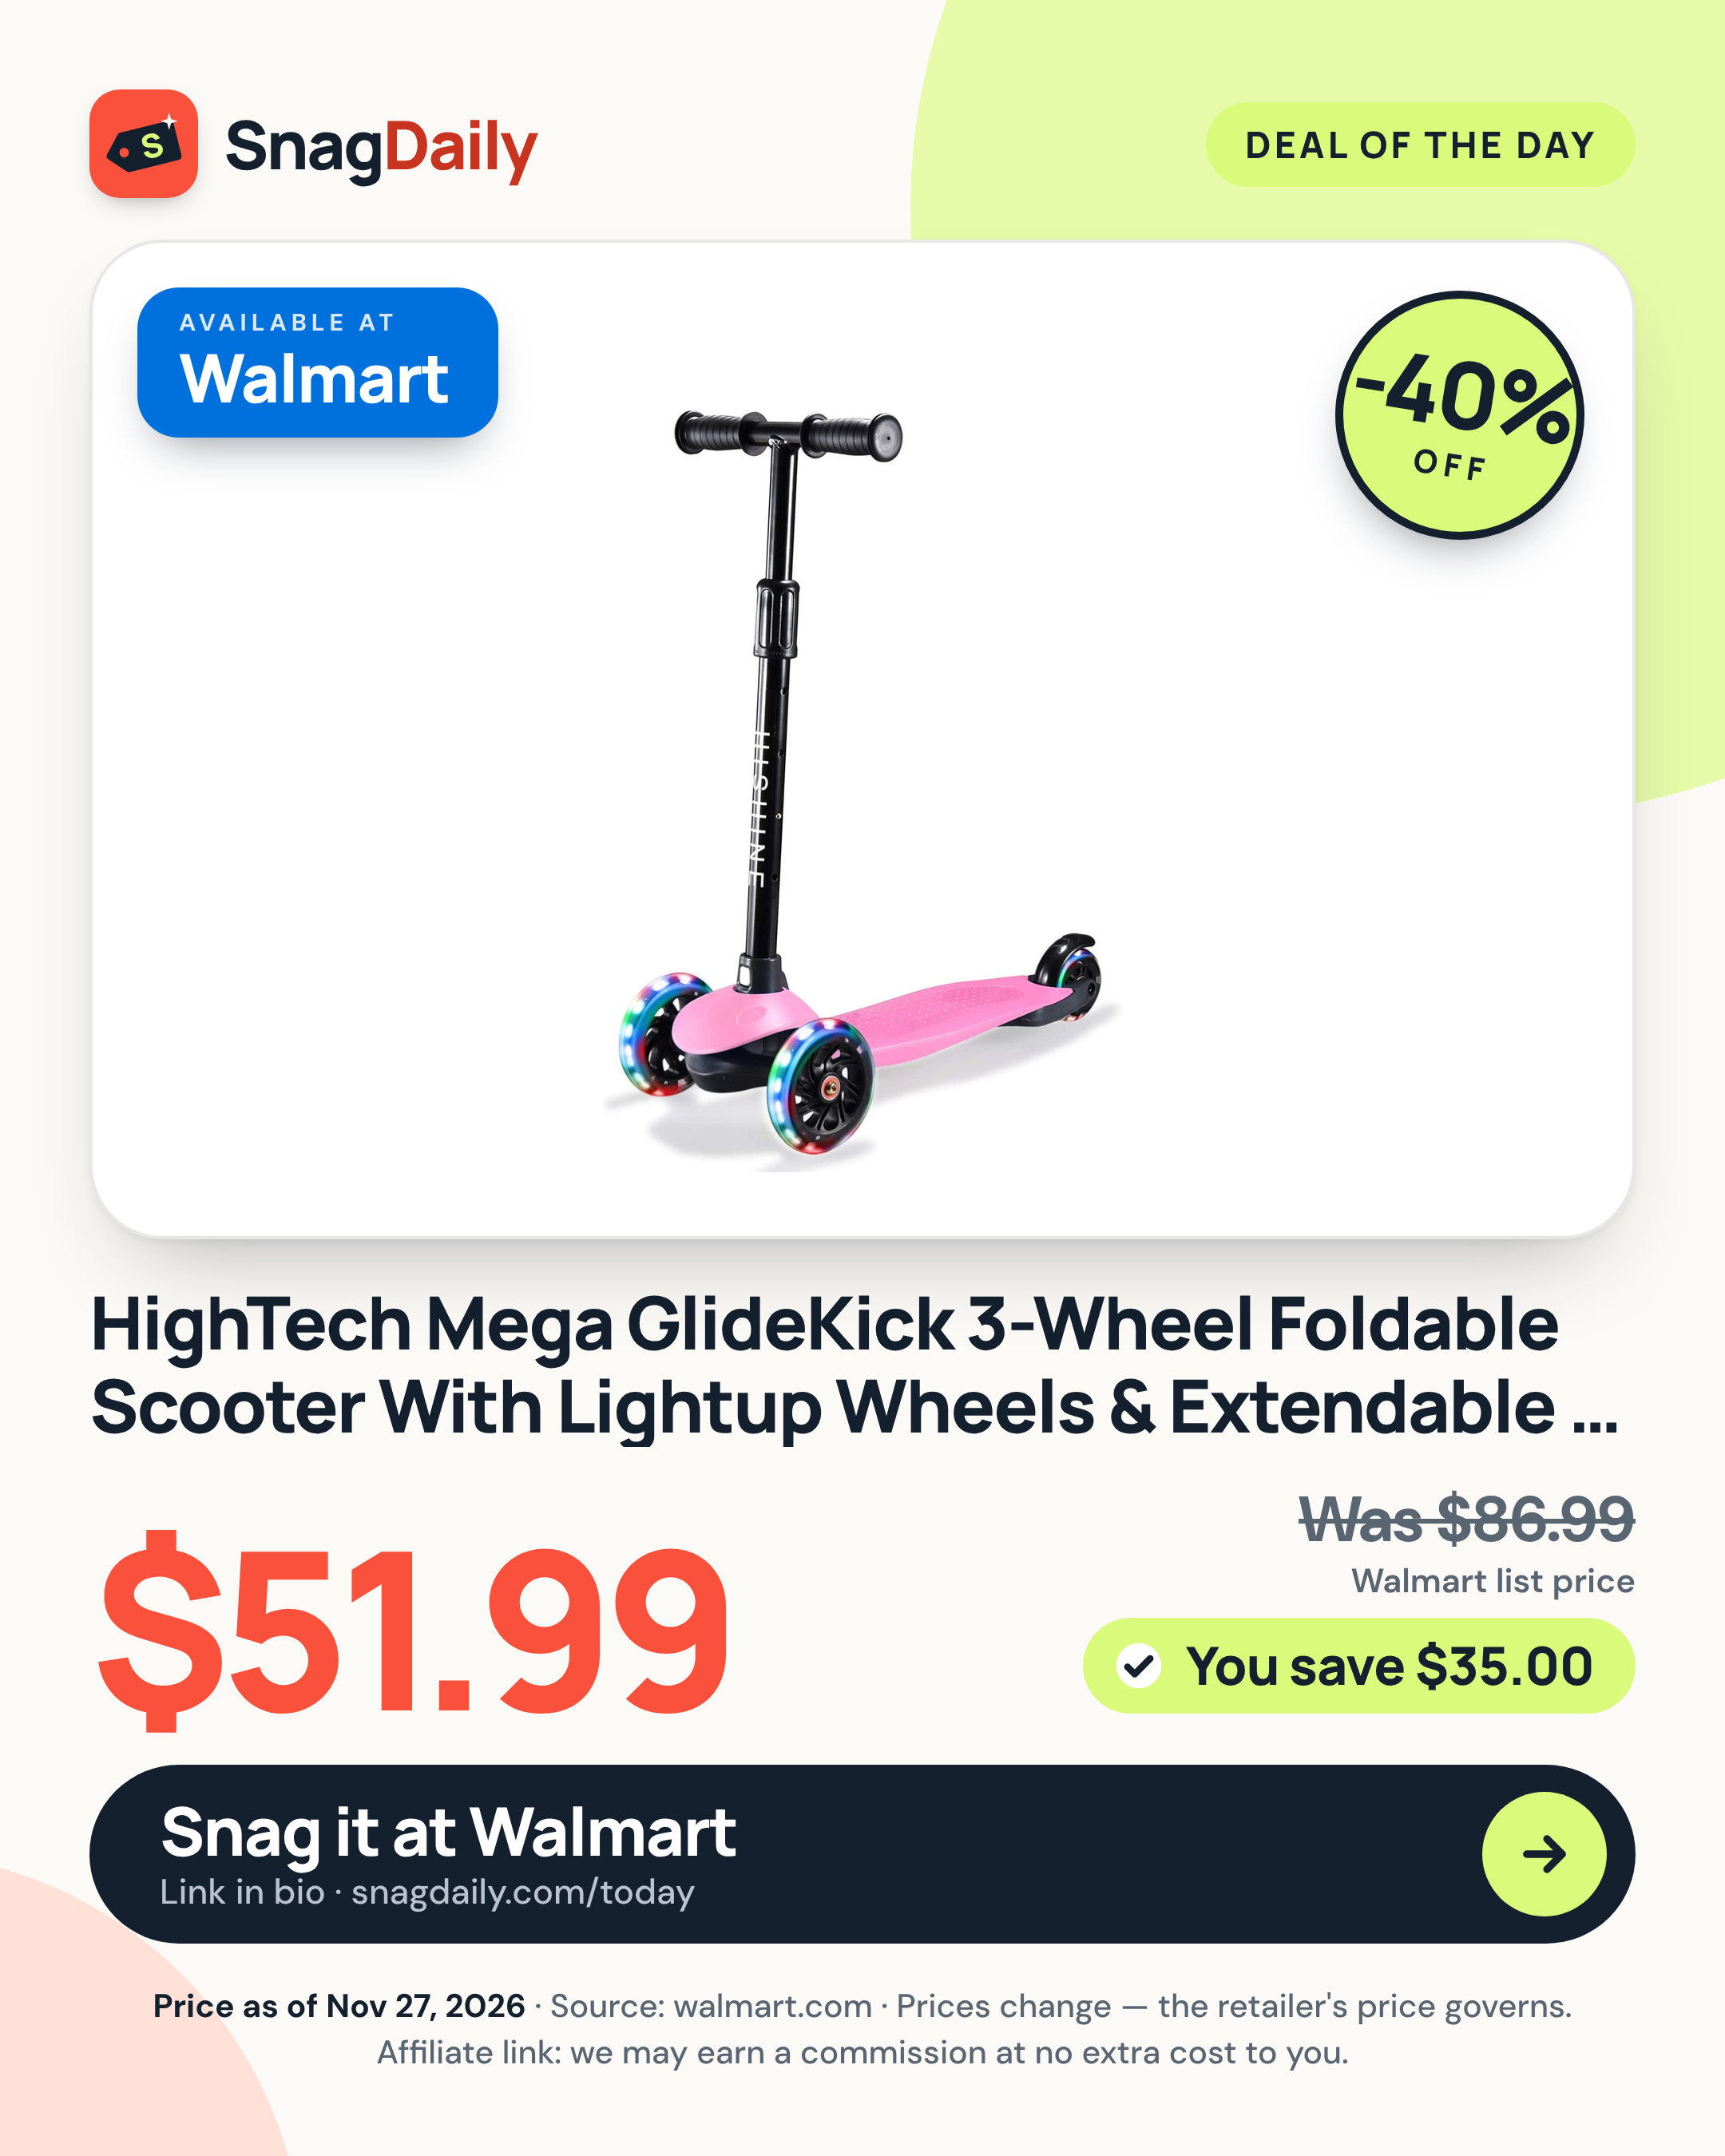 S
SnagDaily
DEAL OF THE DAY
AVAILABLE AT
Walmart
-40%
OFF
HISHINE
HighTech Mega GlideKick 3-Wheel Foldable
Scooter With Lightup Wheels & Extendable ...
$51.99
Was $86.99
Walmart list price
You save $35.00
Snag it at Walmart
Link in bio · snagdaily.com/today
Price as of Nov 27, 2026 · Source: walmart.com · Prices change — the retailer's price governs.
Affiliate link: we may earn a commission at no extra cost to you.